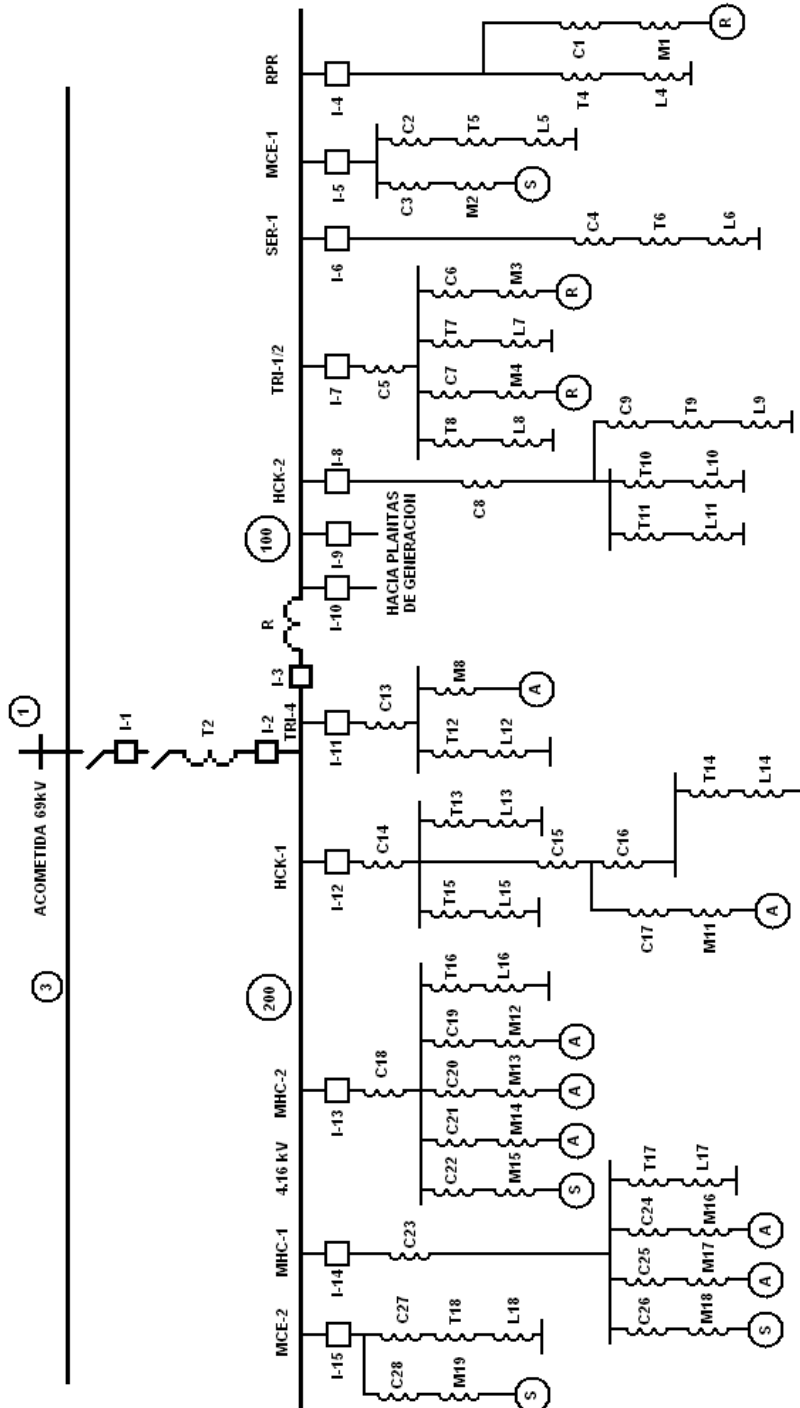 ACOMETIDA 69kV
1
3
I-1
T2
I-2
TRI-4
I-3
R
100
200
4.16 kV
MCE-2
MHC-1
MHC-2
HCK-1
HCK-2
TRI-1/2
SER-1
MCE-1
RPR
I-15
I-14
I-13
I-12
I-11
I-10
I-9
I-8
I-7
I-6
I-5
I-4
HACIA PLANTAS
DE GENERACION
C28
M19
S
C27
T18
L18
C23
C26
M18
S
C25
M17
A
C24
M16
A
T17
L17
C18
C22
M15
S
C21
M14
A
C20
M13
A
C19
M12
A
T16
L16
C14
T15
L15
T13
L13
C15
C17
M11
A
C16
T14
L14
C13
T12
L12
M8
A
C8
T11
L11
T10
L10
C9
T9
L9
C5
T8
L8
C7
M4
R
T7
L7
C6
M3
R
C4
T6
L6
C3
M2
S
C2
T5
L5
T4
L4
C1
M1
R